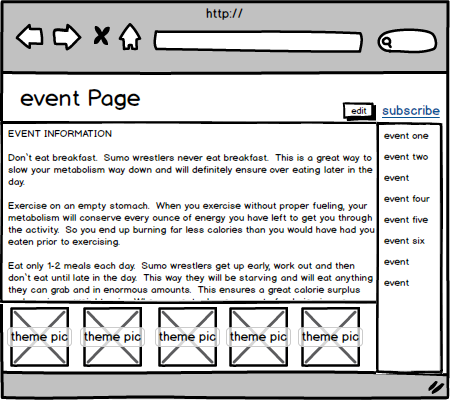 http://
event Page
edit
subscribe
EVENT INFORMATION
Don`t eat breakfast. Sumo wrestlers never eat breakfast. This is a great way to
slow your metabolism way down and will definitely ensure over eating later in the
day.
Exercise on an empty stomach. When you exercise without proper fueling, your
metabolism will conserve every ounce of energy you have left to get you through
the activity. So you end up burning far less calories than you would have had you
eaten prior to exercising.
Eat only 1-2 meals each day. Sumo wrestlers get up early, work out and then
don`t eat until late in the day. This way they will be starving and will eat anything
they can grab and in enormous amounts. This ensures a great calorie surplus
event one
event two
event
event four
event five
event six
event
event
theme pic
theme pic
theme pic
theme pic
theme pic